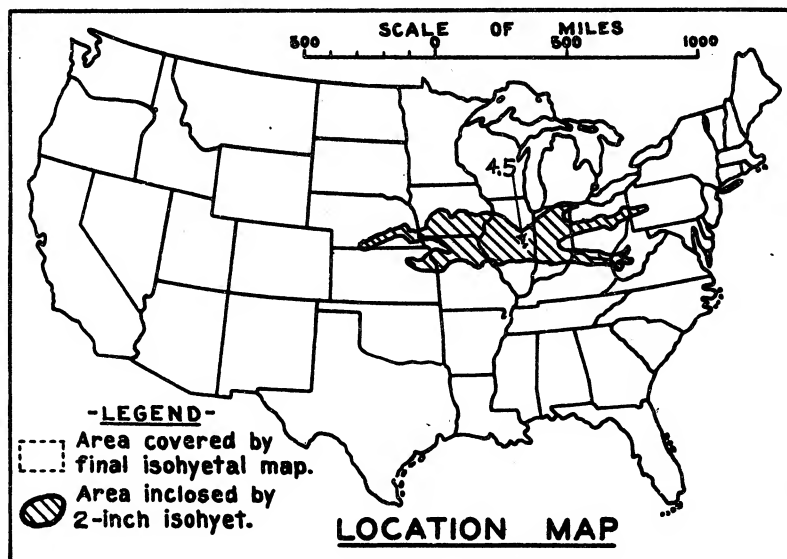 SCALE OF MILES
500 0 500 1000
4.5
-LEGEND-
Area covered by
final isohyetal map.
Area inclosed by
2-inch isohyet.
LOCATION MAP